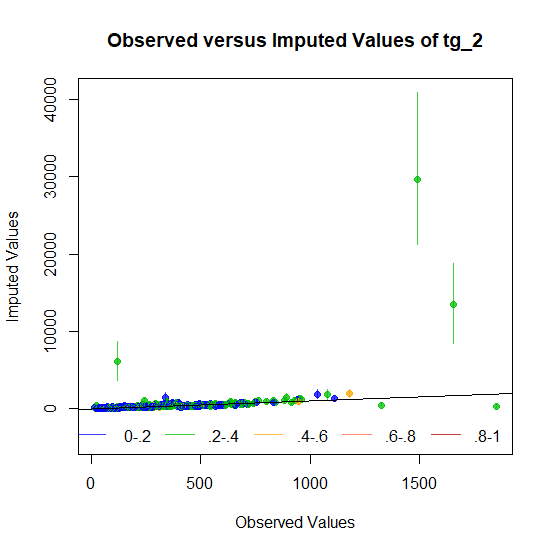 Observed versus Imputed Values of tg_2
Imputed Values
40000
30000
20000
10000
0
0-.2 .2-.4 .4-.6 .6-.8 .8-1
0 500 1000 1500
Observed Values